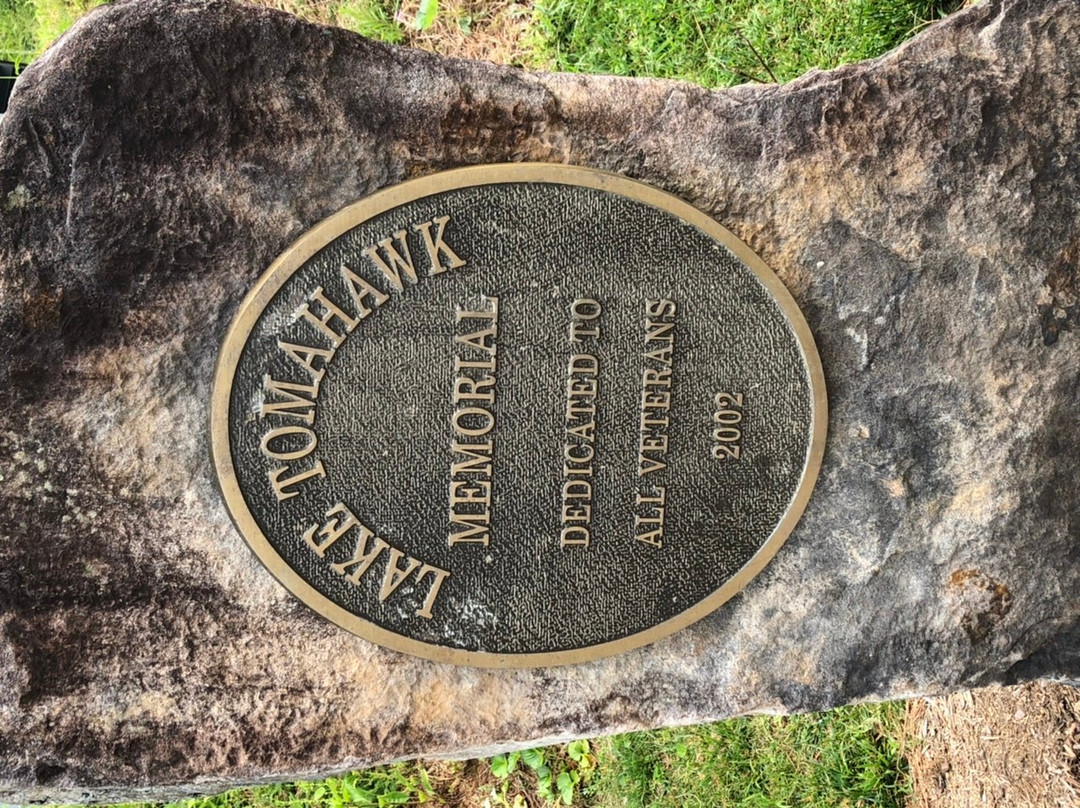 LAKE TOMAHAWK
MEMORIAL
DEDICATED TO
ALL VETERANS
2002